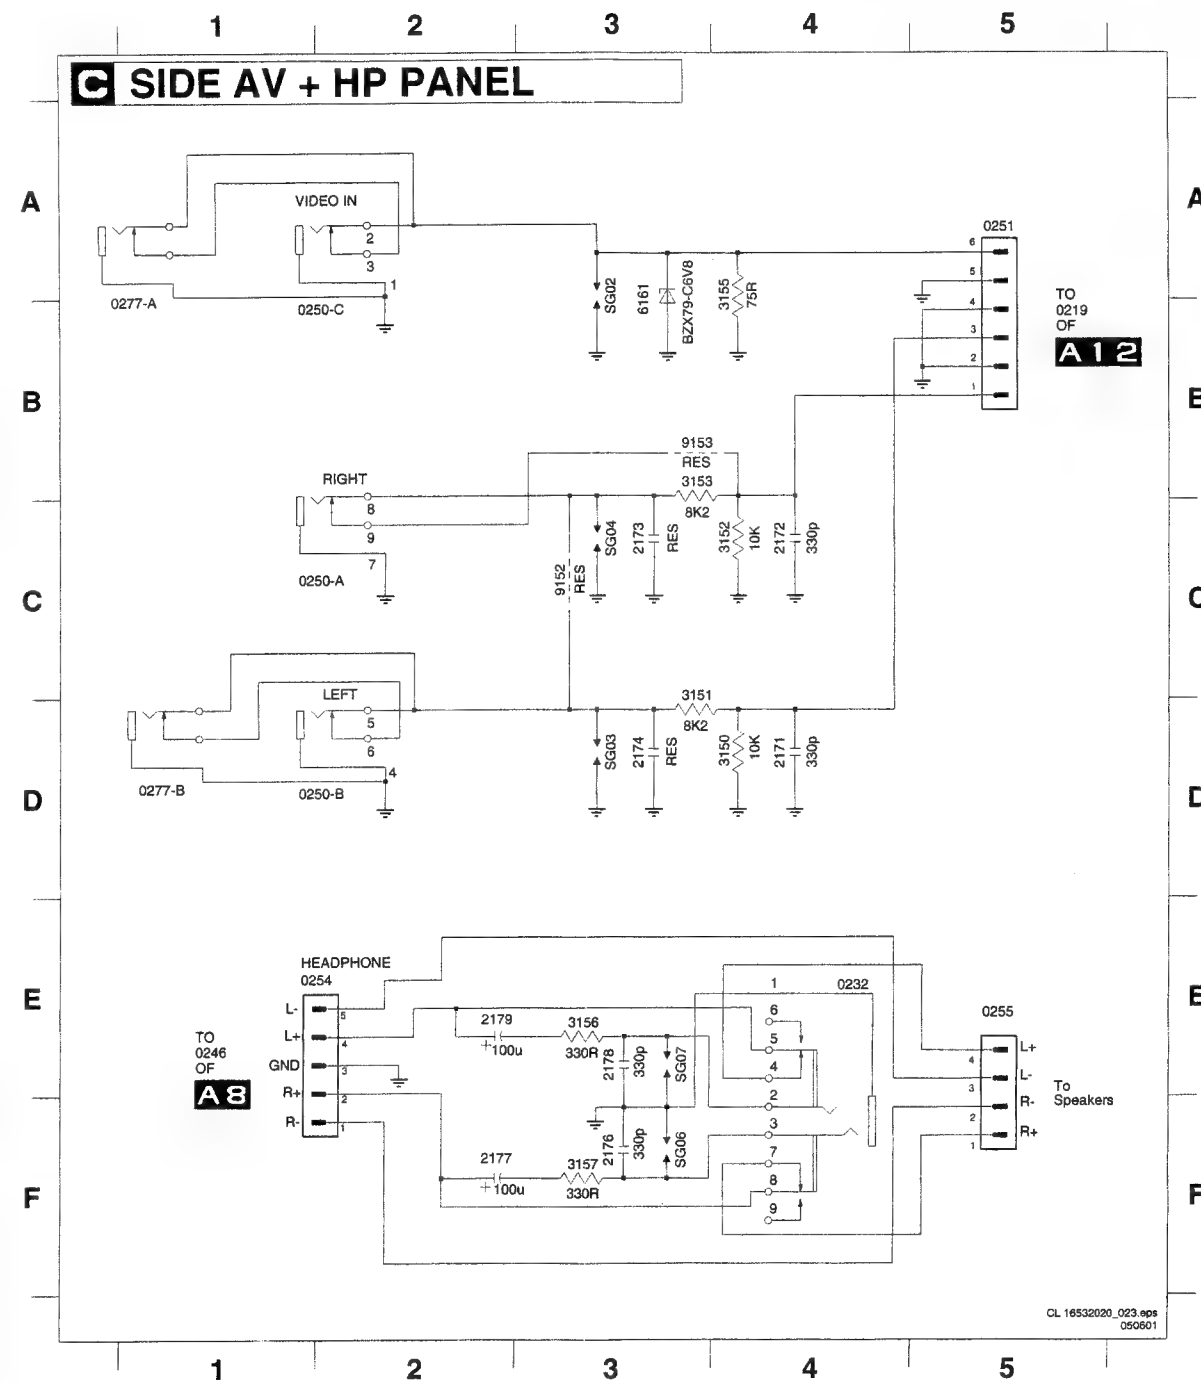 1 2 3 4 5
C SIDE AV + HP PANEL
A
A
VIDEO IN
2
3
1
0277-A
0250-C
SG02
6161
BZX79-C6V8
3155
75R
0251
6
5
4
3
2
1
TO
0219
OF
A12
B
B
RIGHT
8
9
7
0250-A
9153
RES
3153
8K2
9152
RES
SG04
2173
RES
3152
10K
2172
330p
C
C
LEFT
5
6
4
0277-B
0250-B
3151
8K2
SG03
2174
RES
3150
10K
2171
330p
D
D
HEADPHONE
0254
L-
5
L+
4
GND
3
R+
2
R-
1
TO
0246
OF
A8
E
E
2179
+100u
3156
330R
2178
330p
SG07
2177
+100u
3157
330R
2176
330p
SG06
1
0232
6
5
4
2
3
7
8
9
0255
L+
4
L-
3
R-
2
R+
1
To
Speakers
F
F
CL 16532020_023.eps
050601
1 2 3 4 5